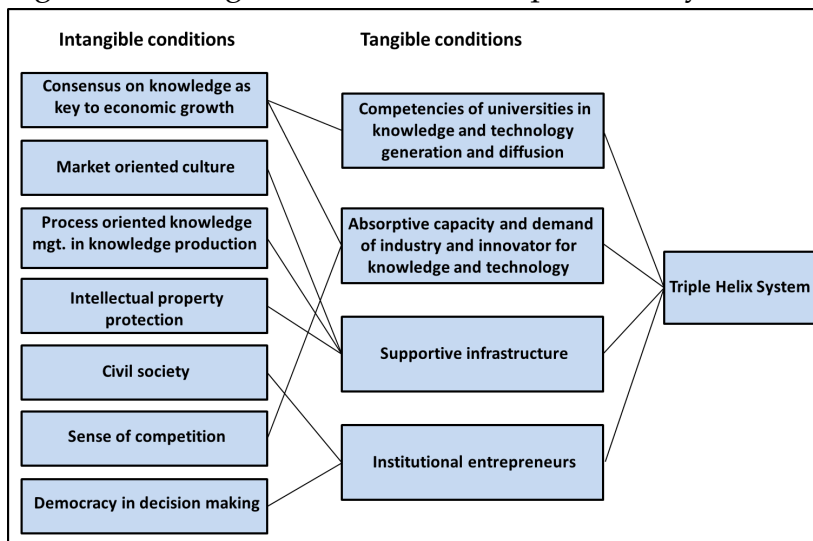 Intangible conditions
Tangible conditions
Consensus on knowledge as
key to economic growth
Market oriented culture
Process oriented knowledge
mgt. in knowledge production
Intellectual property
protection
Civil society
Sense of competition
Democracy in decision making
Competencies of universities in
knowledge and technology
generation and diffusion
Absorptive capacity and demand
of industry and innovator for
knowledge and technology
Supportive infrastructure
Institutional entrepreneurs
Triple Helix System